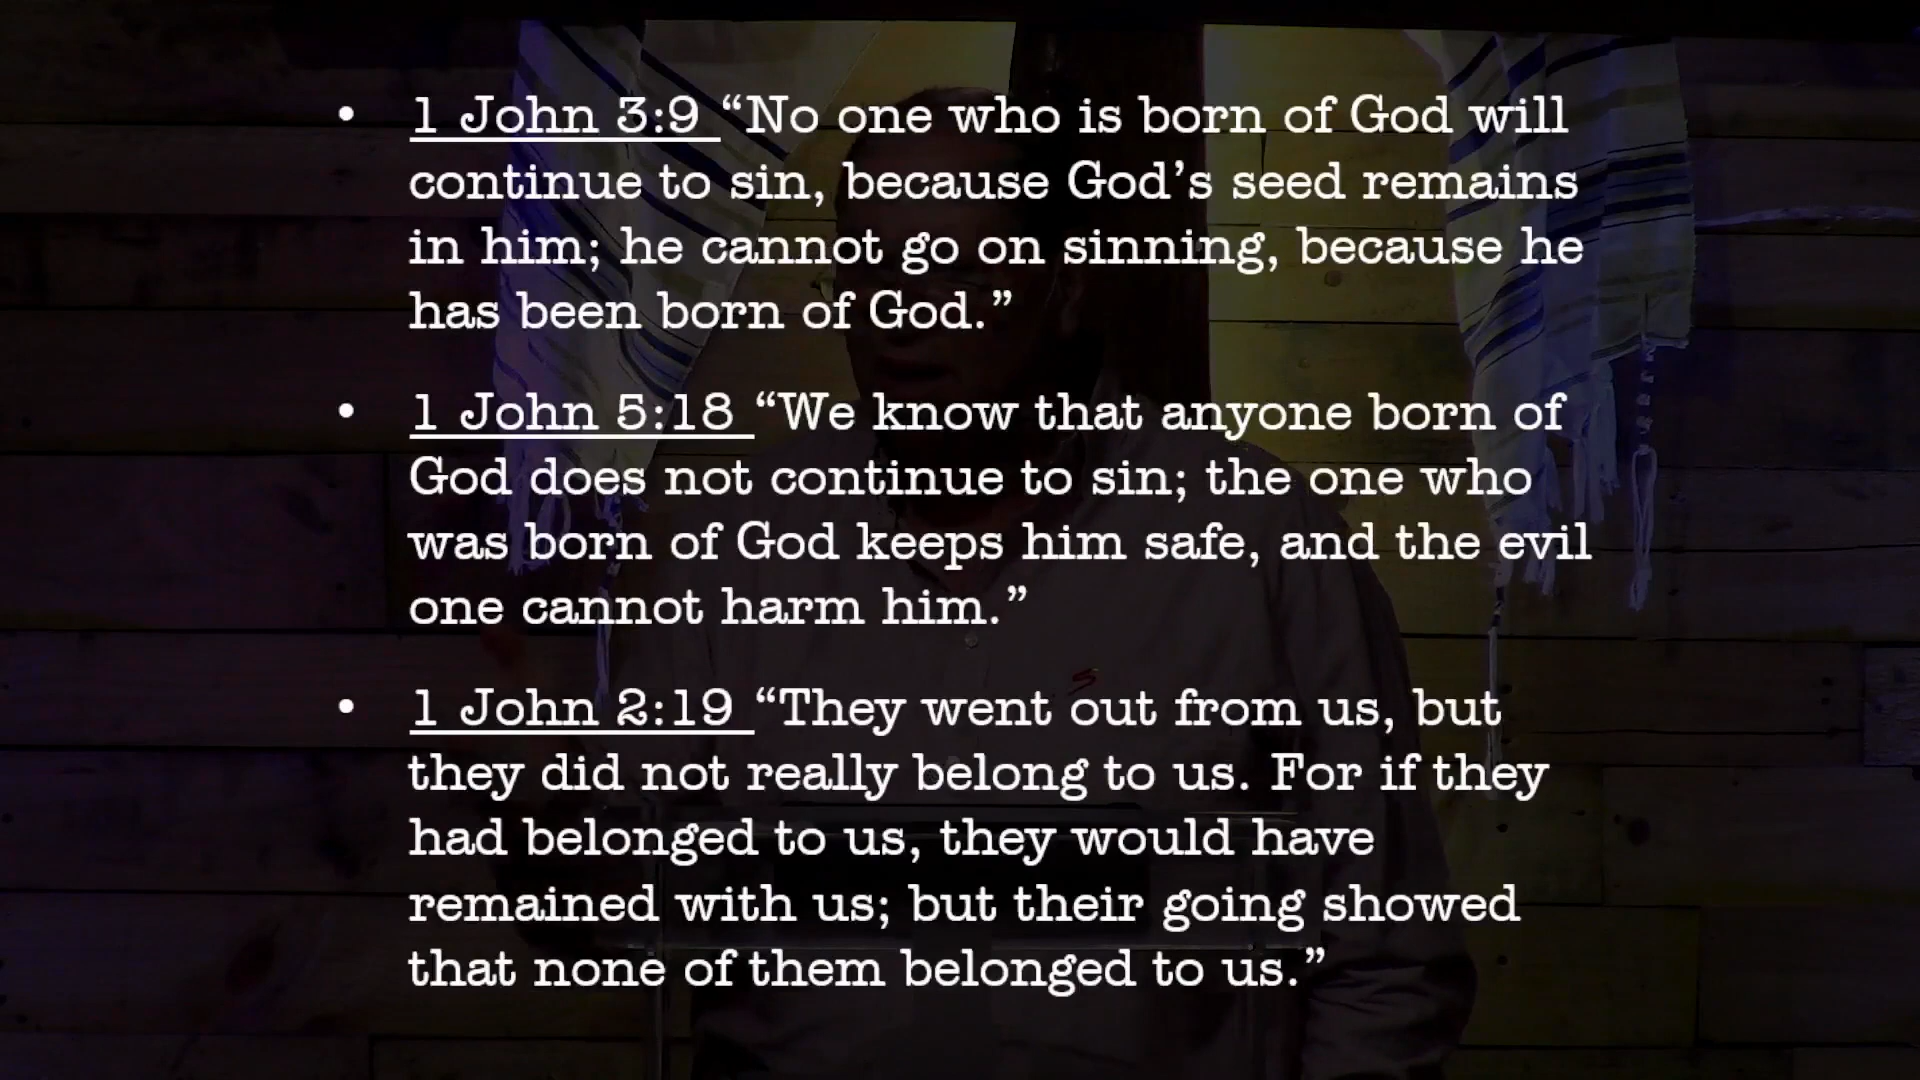 • 1 John 3:9 “No one who is born of God will
continue to sin, because God’s seed remains
in him; he cannot go on sinning, because he
has been born of God.”
• 1 John 5:18 “We know that anyone born of
God does not continue to sin; the one who
was born of God keeps him safe, and the evil
one cannot harm him.”
• 1 John 2:19 “They went out from us, but
they did not really belong to us. For if they
had belonged to us, they would have
remained with us; but their going showed
that none of them belonged to us.”